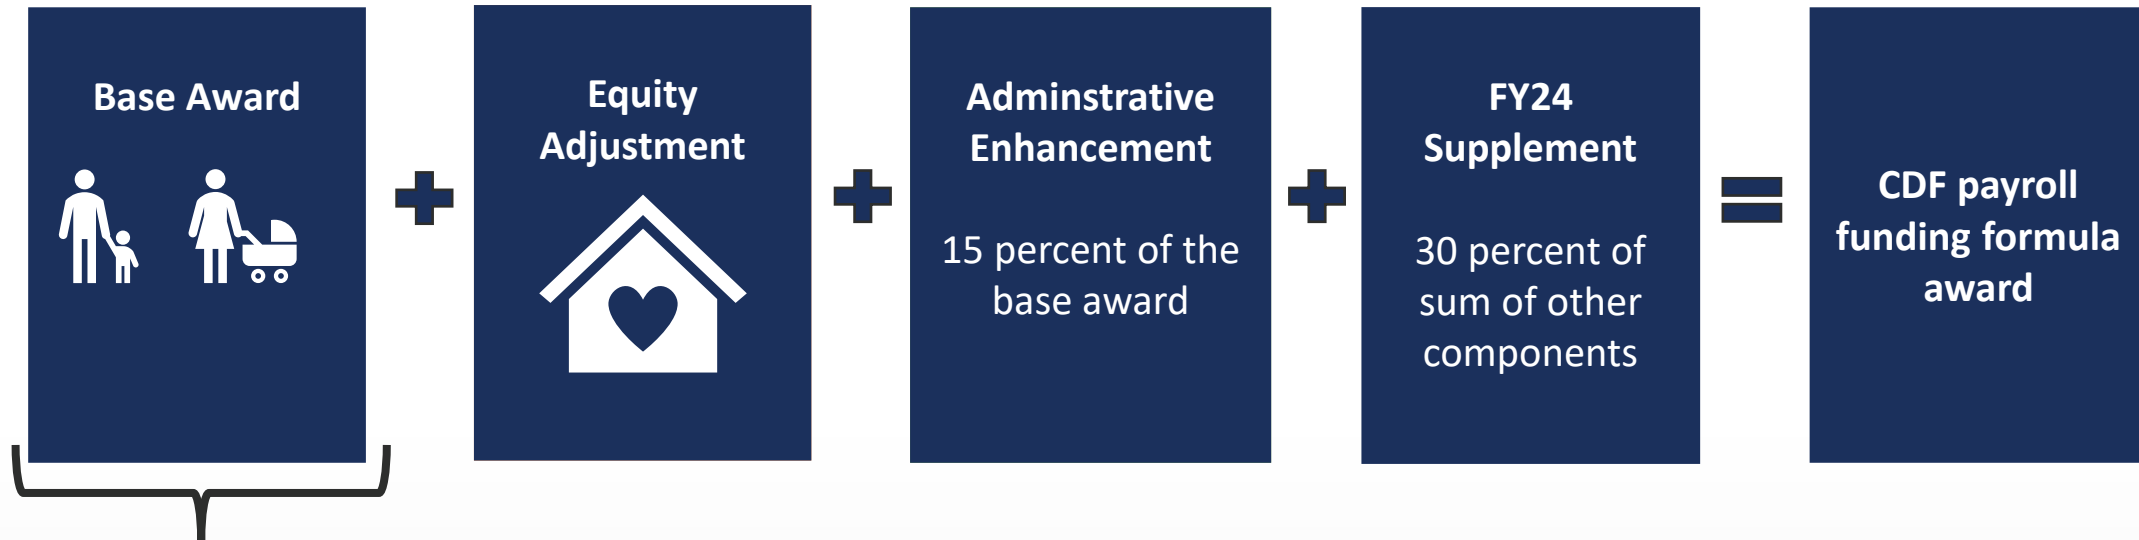 Base Award
Equity
Adjustment
Adminstrative
Enhancement
15 percent of the
base award
FY24
Supplement
30 percent of
sum of other
components
CDF payroll
funding formula
award